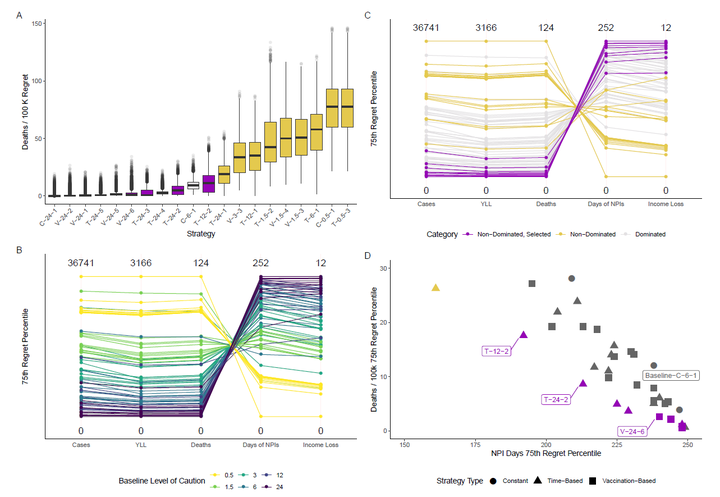 A
Deaths / 100 K Regret
150
100
50
0
C-24-1
V-24-2
V-24-1
T-24-5
V-24-5
V-24-6
T-24-3
T-24-4
T-24-2
C-6-1
T-12-2
T-24-1
V-3-3
T-12-1
T-1.5-2
V-1.5-4
V-1.5-3
T-6-1
C-0.5-1
T-0.5-3
Strategy
B
75th Regret Percentile
36741 3166 124 252 12
0 0 0 0 0
Cases YLL Deaths Days of NPIs Income Loss
Baseline Level of Caution
0.5 3 12
1.5 6 24
C
75th Regret Percentile
36741 3166 124 252 12
0 0 0 0 0
Cases YLL Deaths Days of NPIs Income Loss
Category Non-Dominated, Selected Non-Dominated Dominated
D
Deaths / 100k 75th Regret Percentile
30
20
10
0
T-12-2
Baseline-C-6-1
T-24-2
V-24-6
150 175 200 225 250
NPI Days 75th Regret Percentile
Strategy Type Constant Time-Based Vaccination-Based